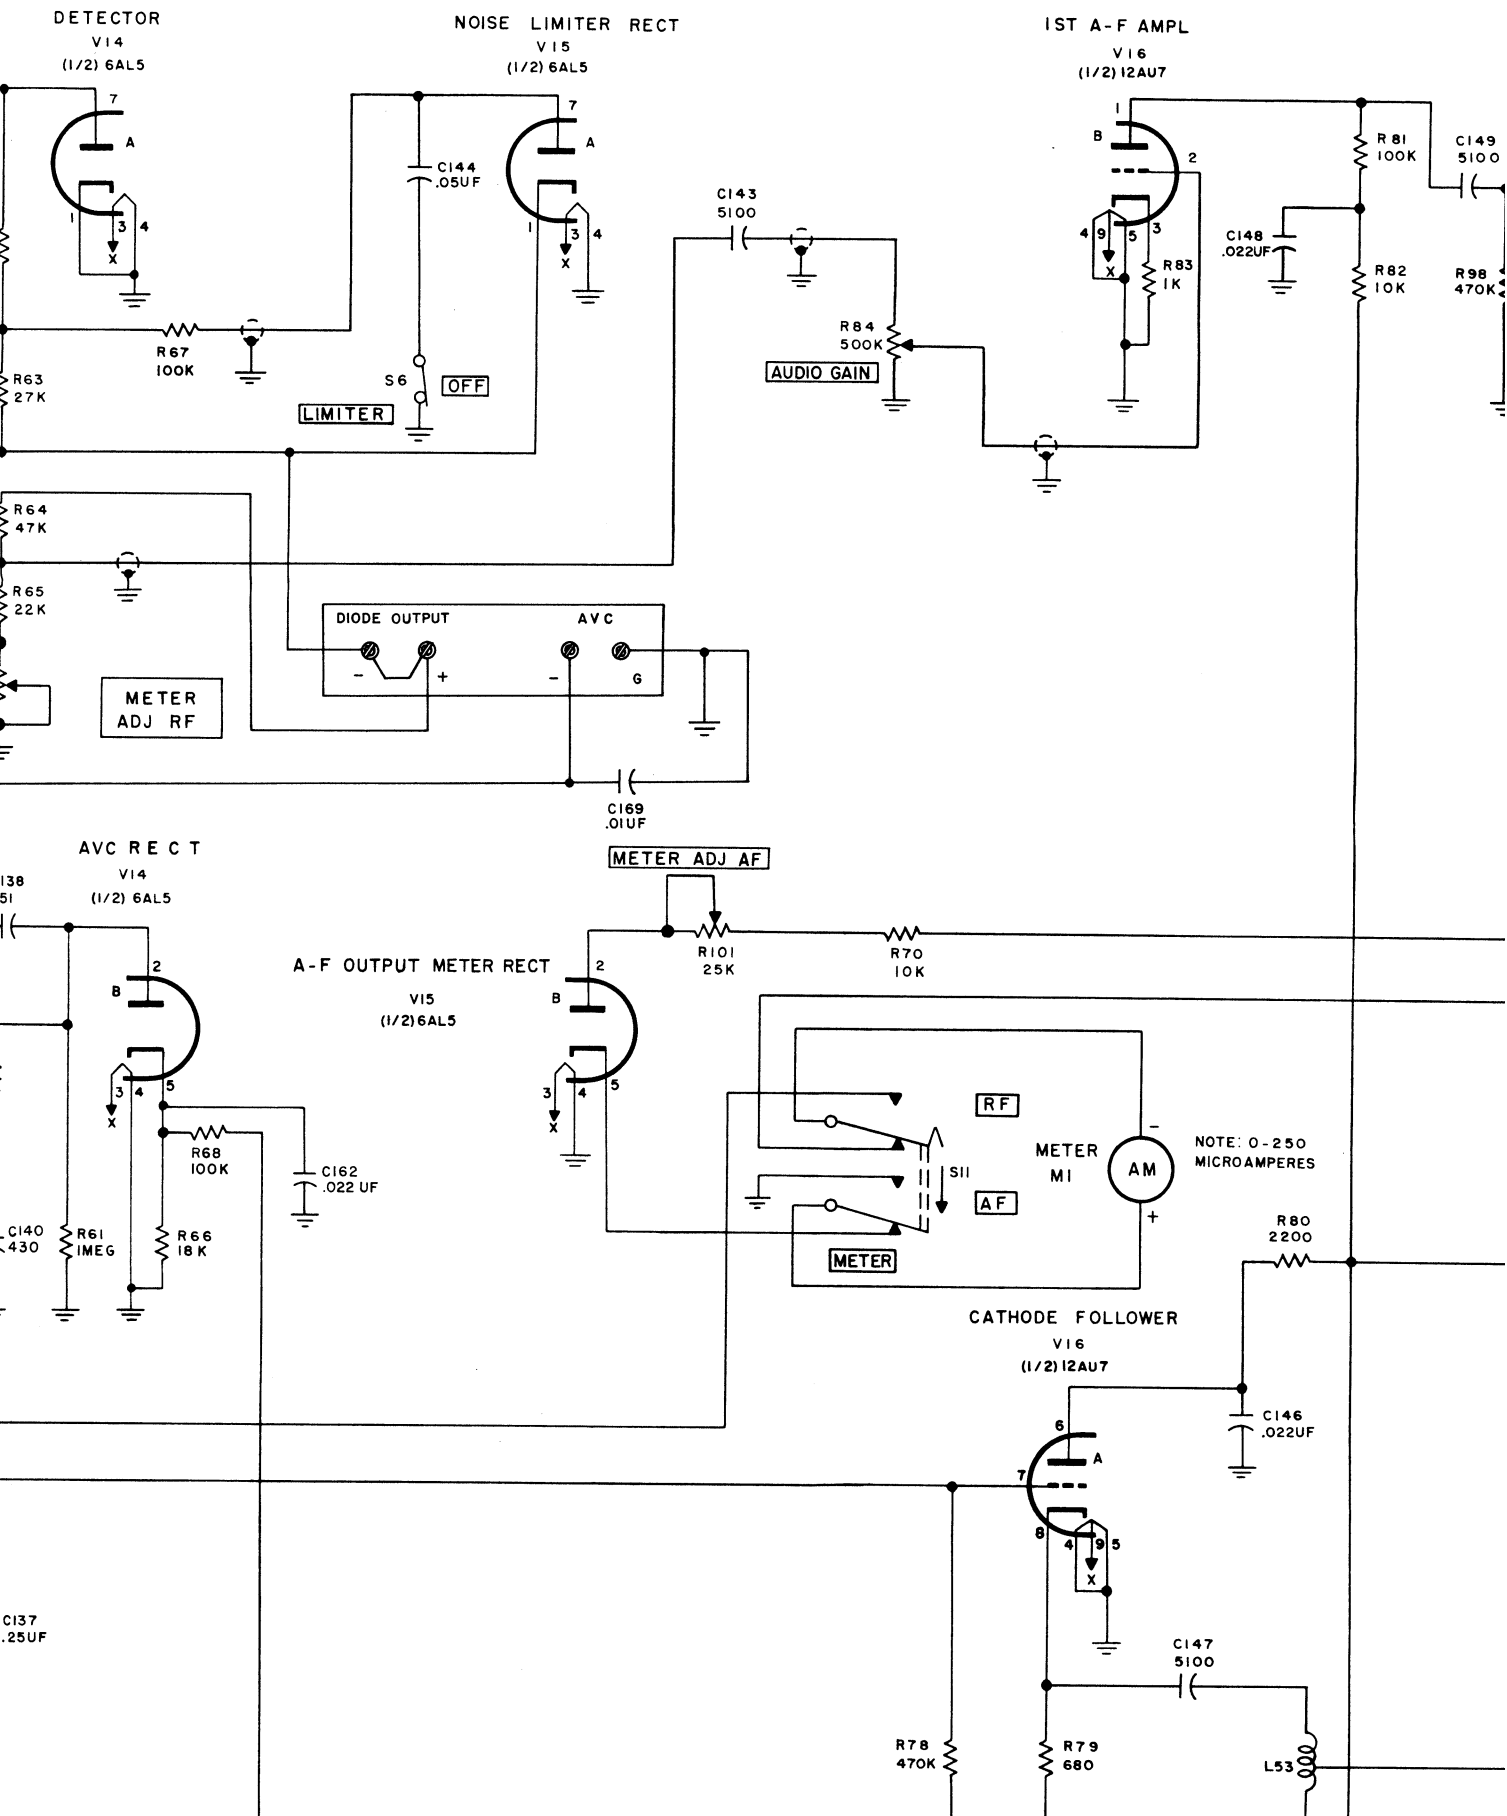 DETECTOR
V14
(1/2) 6AL5
7
A
1
3
4
X
NOISE LIMITER RECT
V15
(1/2) 6AL5
7
A
1
3
4
X
C144
.05UF
1ST A-F AMPL
V16
(1/2) 12AU7
1
B
2
4
9
5
3
X
R83
1K
R81
100K
C149
5100
C148
.022UF
R82
10K
R98
470K
C143
5100
R84
500K
AUDIO GAIN
R67
100K
S6
OFF
LIMITER
R63
27K
R64
47K
R65
22K
DIODE OUTPUT
AVC
-
+
-
G
METER
ADJ RF
C169
.01UF
METER ADJ AF
AVC RECT
V14
(1/2) 6AL5
138
51
2
B
3
4
5
X
R68
100K
C162
.022 UF
C140
430
R61
1MEG
R66
18K
A-F OUTPUT METER RECT
V15
(1/2) 6AL5
2
B
3
4
5
X
R101
25K
R70
10K
RF
S11
AF
METER
METER
M1
-
AM
+
NOTE: 0-250
MICROAMPERES
R80
2200
CATHODE FOLLOWER
V16
(1/2) 12AU7
6
A
7
8
4
9
5
X
C146
.022UF
C137
.25UF
C147
5100
R78
470K
R79
680
L53